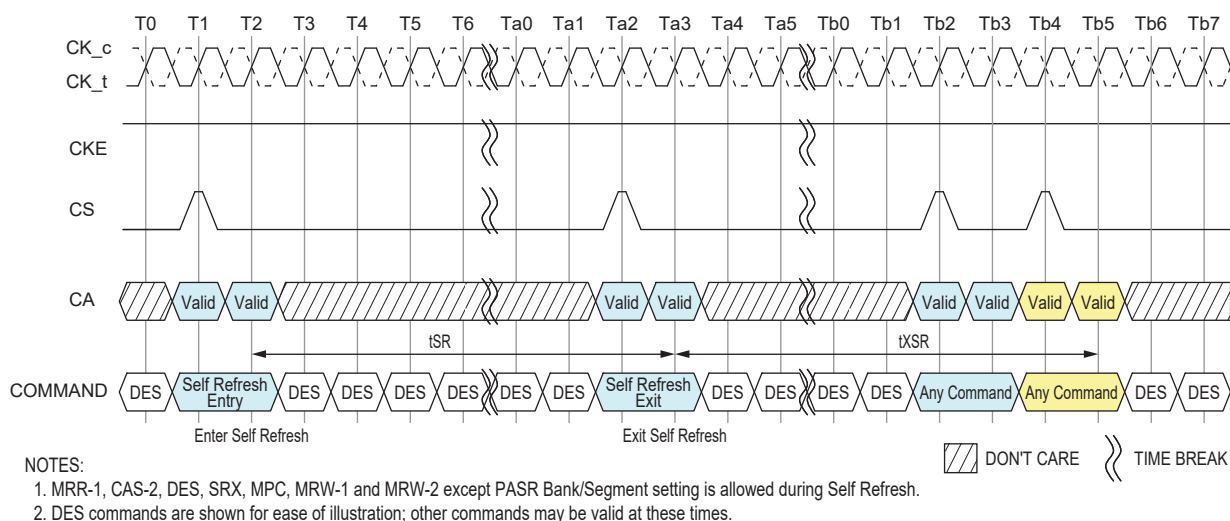 T0 T1 T2 T3 T4 T5 T6 Ta0 Ta1 Ta2 Ta3 Ta4 Ta5 Tb0 Tb1 Tb2 Tb3 Tb4 Tb5 Tb6 Tb7
CK_c
CK_t
CKE
CS
CA Valid Valid Valid Valid Valid Valid Valid Valid
tSR tXSR
COMMAND DES Self Refresh Entry DES DES DES DES DES DES Self Refresh Exit DES DES DES DES Any Command Any Command DES DES
Enter Self Refresh Exit Self Refresh
DON'T CARE TIME BREAK
NOTES:
1. MRR-1, CAS-2, DES, SRX, MPC, MRW-1 and MRW-2 except PASR Bank/Segment setting is allowed during Self Refresh.
2. DES commands are shown for ease of illustration; other commands may be valid at these times.